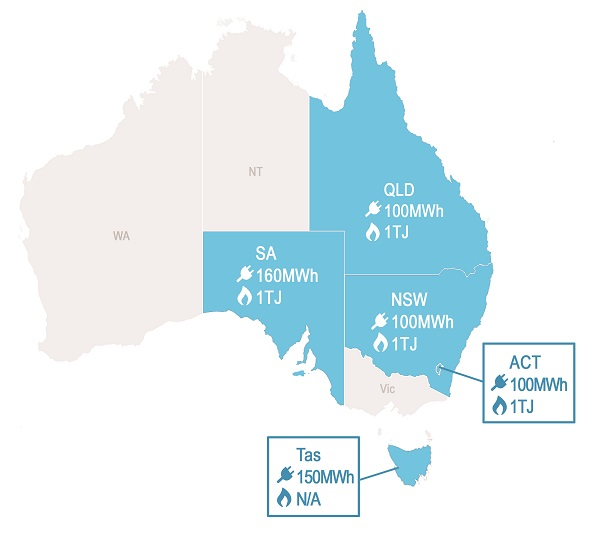 NT
QLD
100MWh
1TJ
WA
SA
160MWh
1TJ
NSW
100MWh
1TJ
ACT
100MWh
1TJ
Vic
Tas
150MWh
N/A